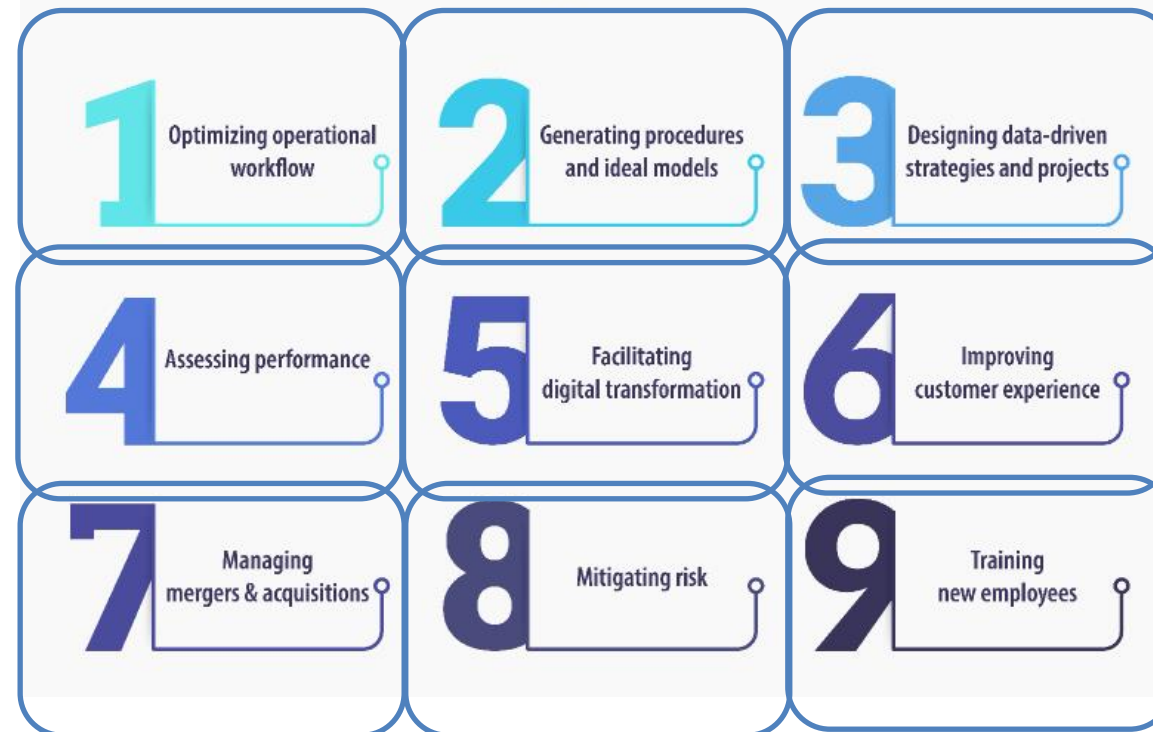 1
Optimizing operational
workflow
2
Generating procedures
and ideal models
3
Designing data-driven
strategies and projects
4
Assessing performance
5
Facilitating
digital transformation
6
Improving
customer experience
7
Managing
mergers & acquisitions
8
Mitigating risk
9
Training
new employees